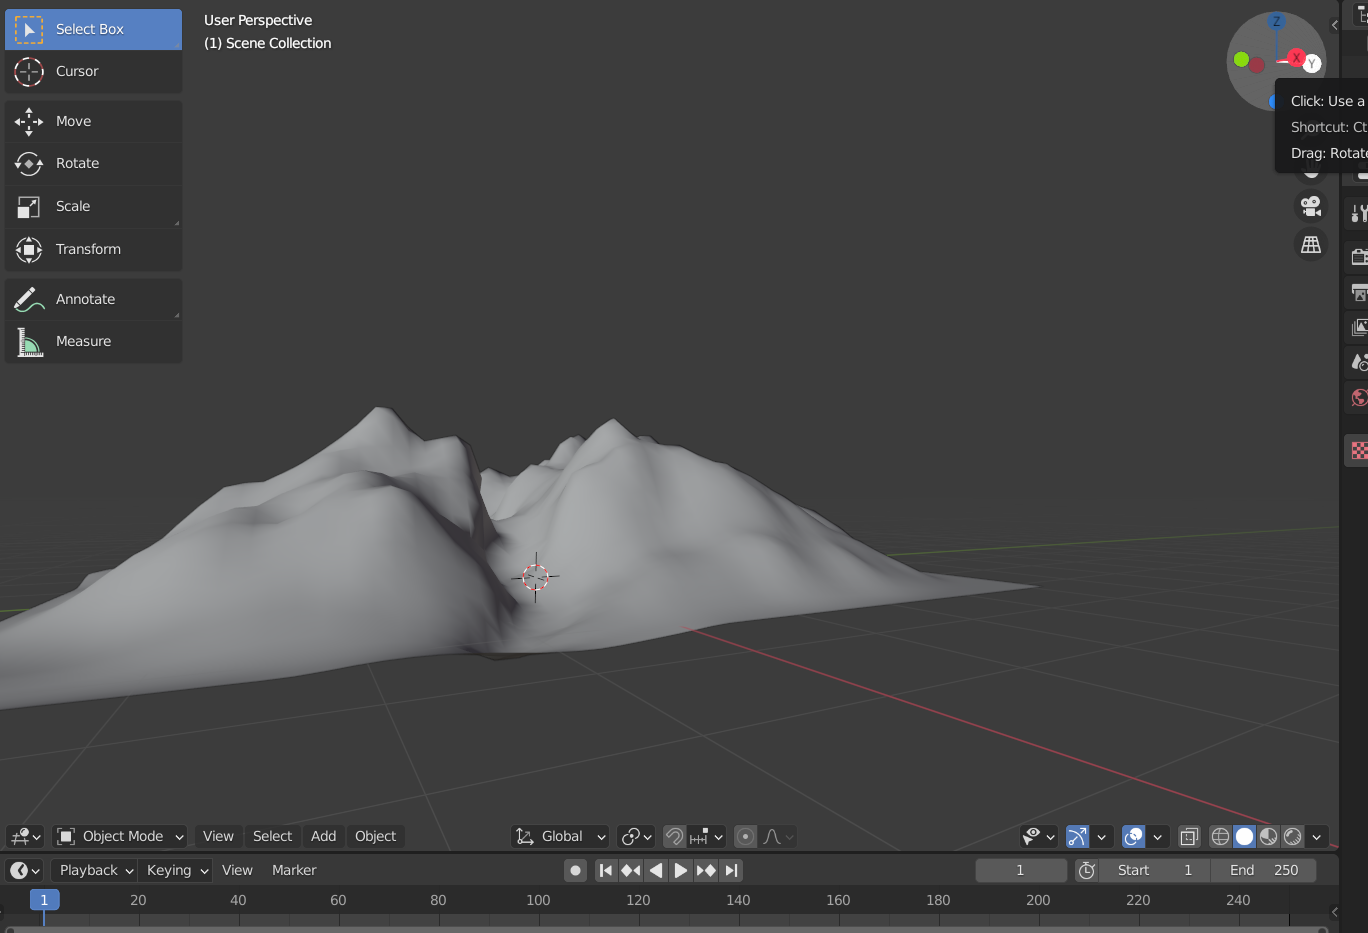 Select Box
Cursor
Move
Rotate
Scale
Transform
Annotate
Measure
User Perspective
(1) Scene Collection
Z
X
Y
Click: Use a
Shortcut: Ct
Drag: Rotate
Object Mode View Select Add Object Global
Playback Keying View Marker 1 Start 1 End 250
1 20 40 60 80 100 120 140 160 180 200 220 240